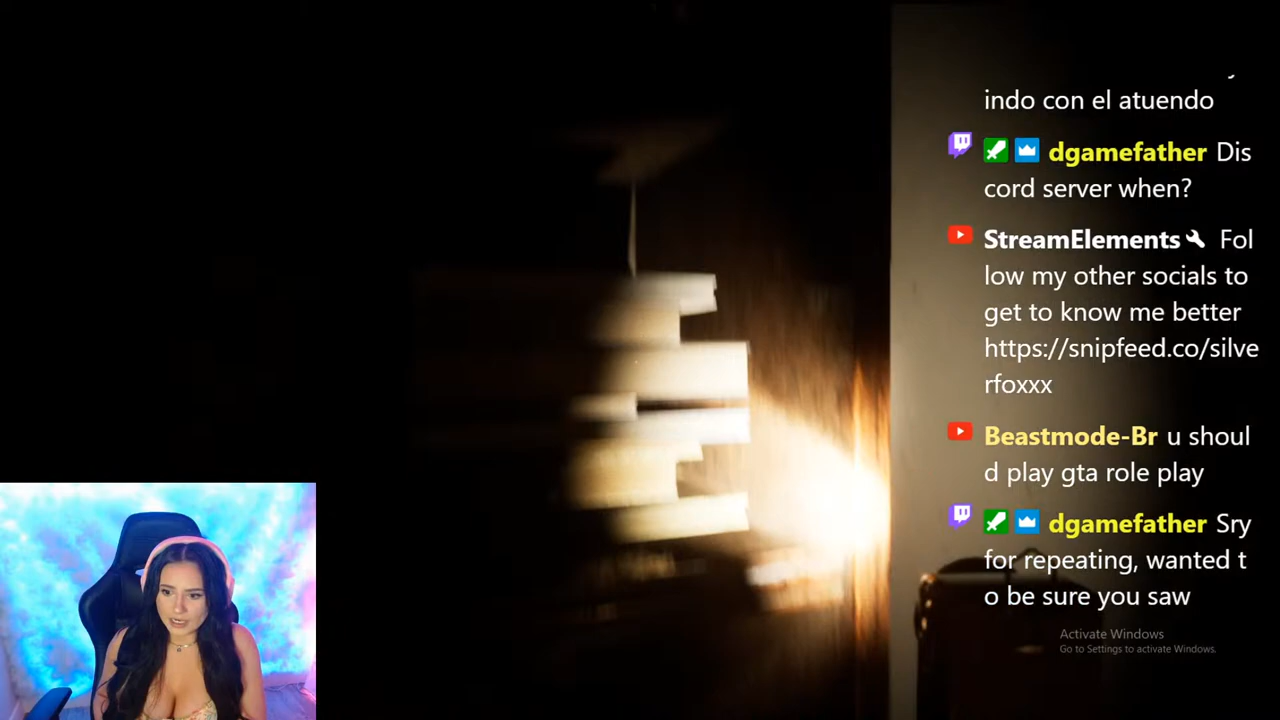 indo con el atuendo
dgamefather Dis
cord server when?
StreamElements Fol
low my other socials to
get to know me better
https://snipfeed.co/silve
rfoxxx
Beastmode-Br u shoul
d play gta role play
dgamefather Sry
for repeating, wanted t
o be sure you saw
Activate Windows
Go to Settings to activate Windows.